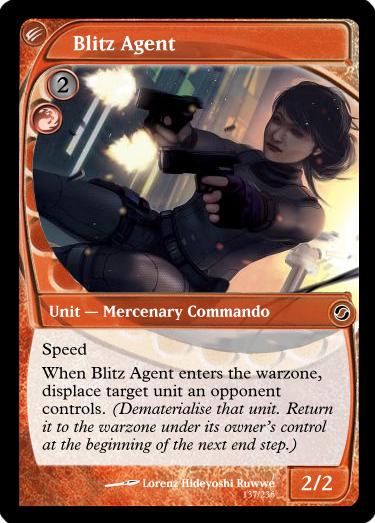 Blitz Agent
2
Unit — Mercenary Commando
Speed
When Blitz Agent enters the warzone,
displace target unit an opponent
controls. (Dematerialise that unit. Return
it to the warzone under its owner's control
at the beginning of the next end step.)
Lorenz Hideyoshi Ruwwe
2/2
137/236